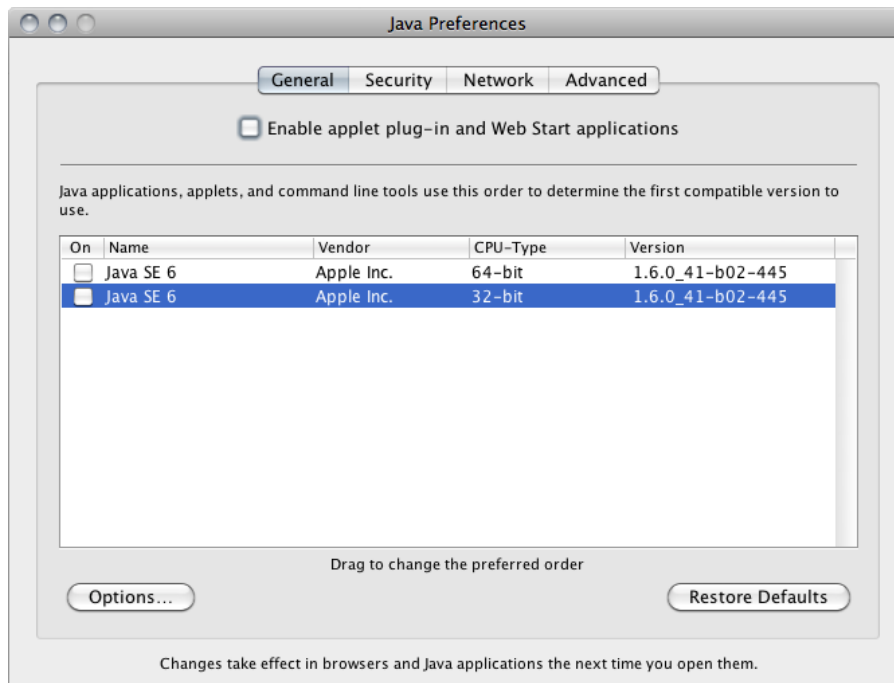 Java Preferences
General Security Network Advanced
Enable applet plug-in and Web Start applications
Java applications, applets, and command line tools use this order to determine the first compatible version to
use.
On Name Vendor CPU-Type Version
Java SE 6 Apple Inc. 64-bit 1.6.0_41-b02-445
Java SE 6 Apple Inc. 32-bit 1.6.0_41-b02-445
Drag to change the preferred order
Options... Restore Defaults
Changes take effect in browsers and Java applications the next time you open them.